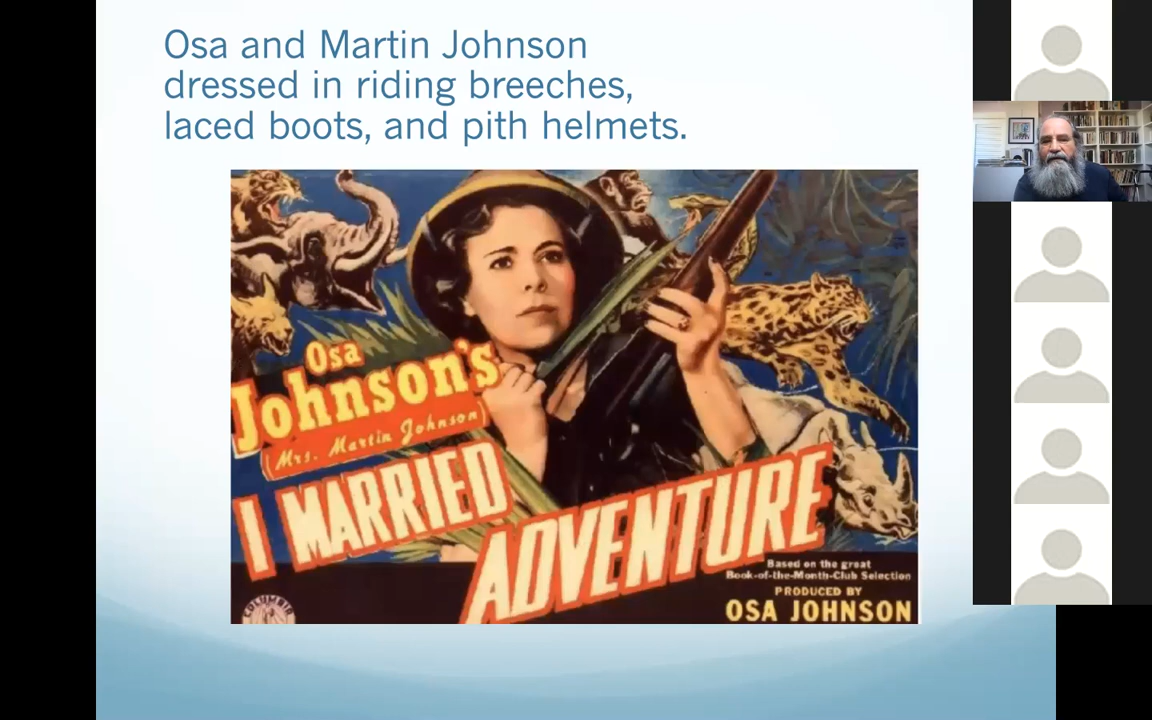 Osa and Martin Johnson
dressed in riding breeches,
laced boots, and pith helmets.
Osa
Johnson's
(Mrs. Martin Johnson)
I MARRIED
ADVENTURE
Based on the great
Book-of-the-Month-Club Selection
PRODUCED BY
OSA JOHNSON
COLUMBIA